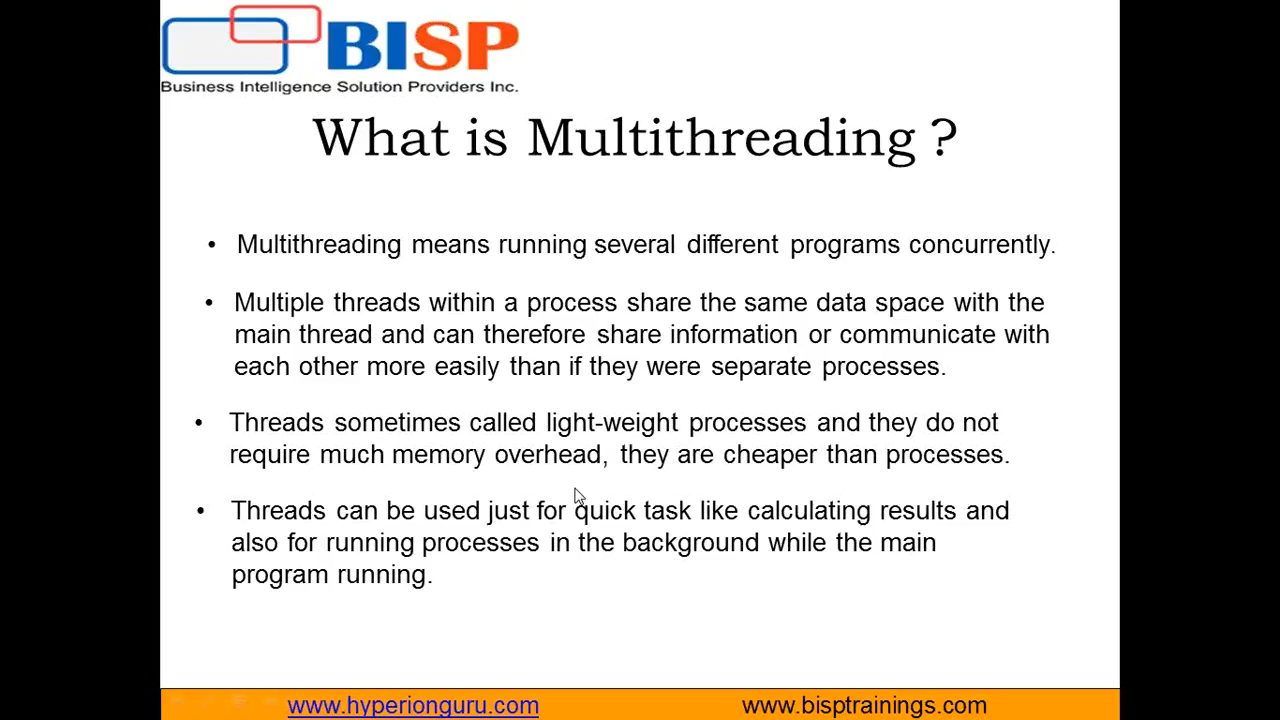 BISP
Business Intelligence Solution Providers Inc.
What is Multithreading ?
• Multithreading means running several different programs concurrently.
• Multiple threads within a process share the same data space with the
main thread and can therefore share information or communicate with
each other more easily than if they were separate processes.
• Threads sometimes called light-weight processes and they do not
require much memory overhead, they are cheaper than processes.
• Threads can be used just for quick task like calculating results and
also for running processes in the background while the main
program running.
www.hyperionguru.com www.bisptrainings.com